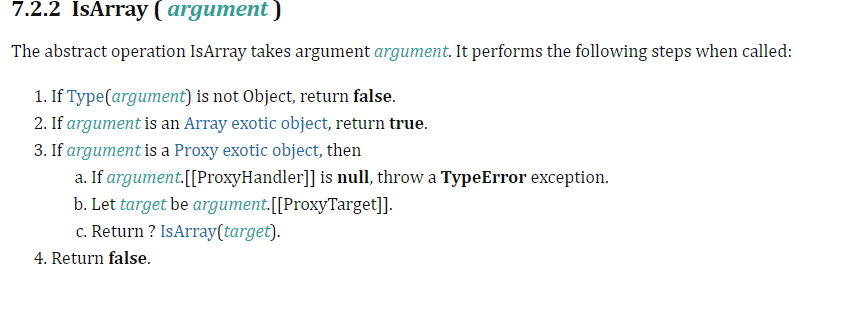 7.2.2 IsArray ( argument )
The abstract operation IsArray takes argument argument. It performs the following steps when called:
1. If Type(argument) is not Object, return false.
2. If argument is an Array exotic object, return true.
3. If argument is a Proxy exotic object, then
a. If argument.[[ProxyHandler]] is null, throw a TypeError exception.
b. Let target be argument.[[ProxyTarget]].
c. Return ? IsArray(target).
4. Return false.